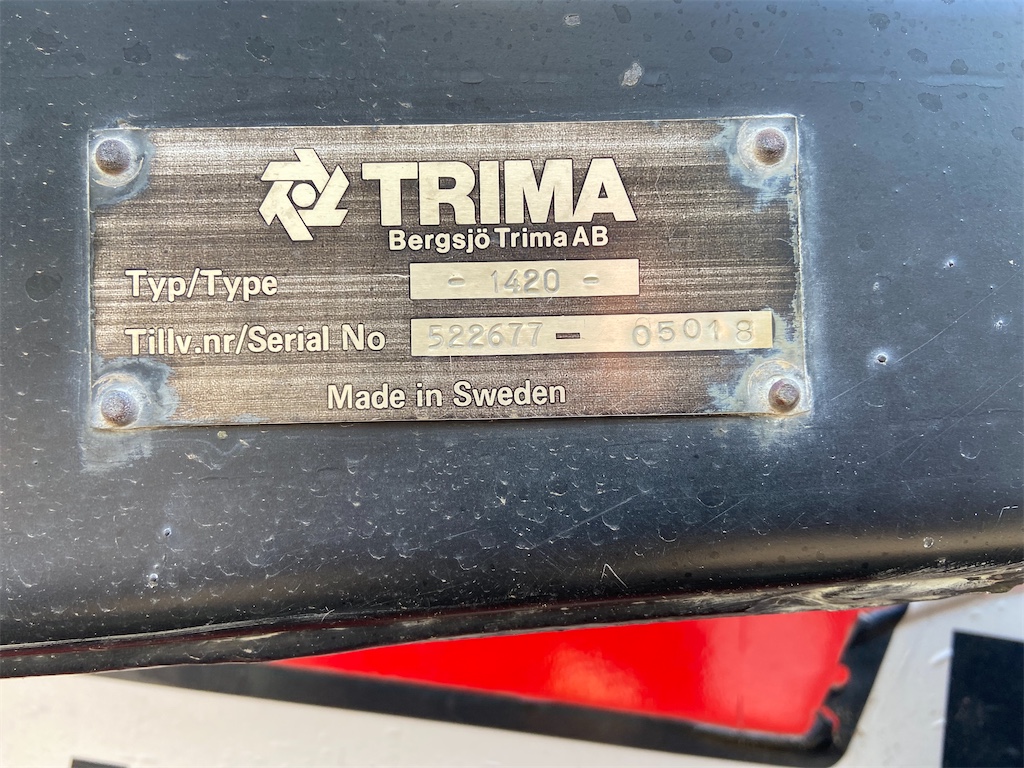 TRIMA
Bergsjö Trima AB
Typ/Type - 1420 -
Tillv.nr/Serial No 522677 - 05018
Made in Sweden